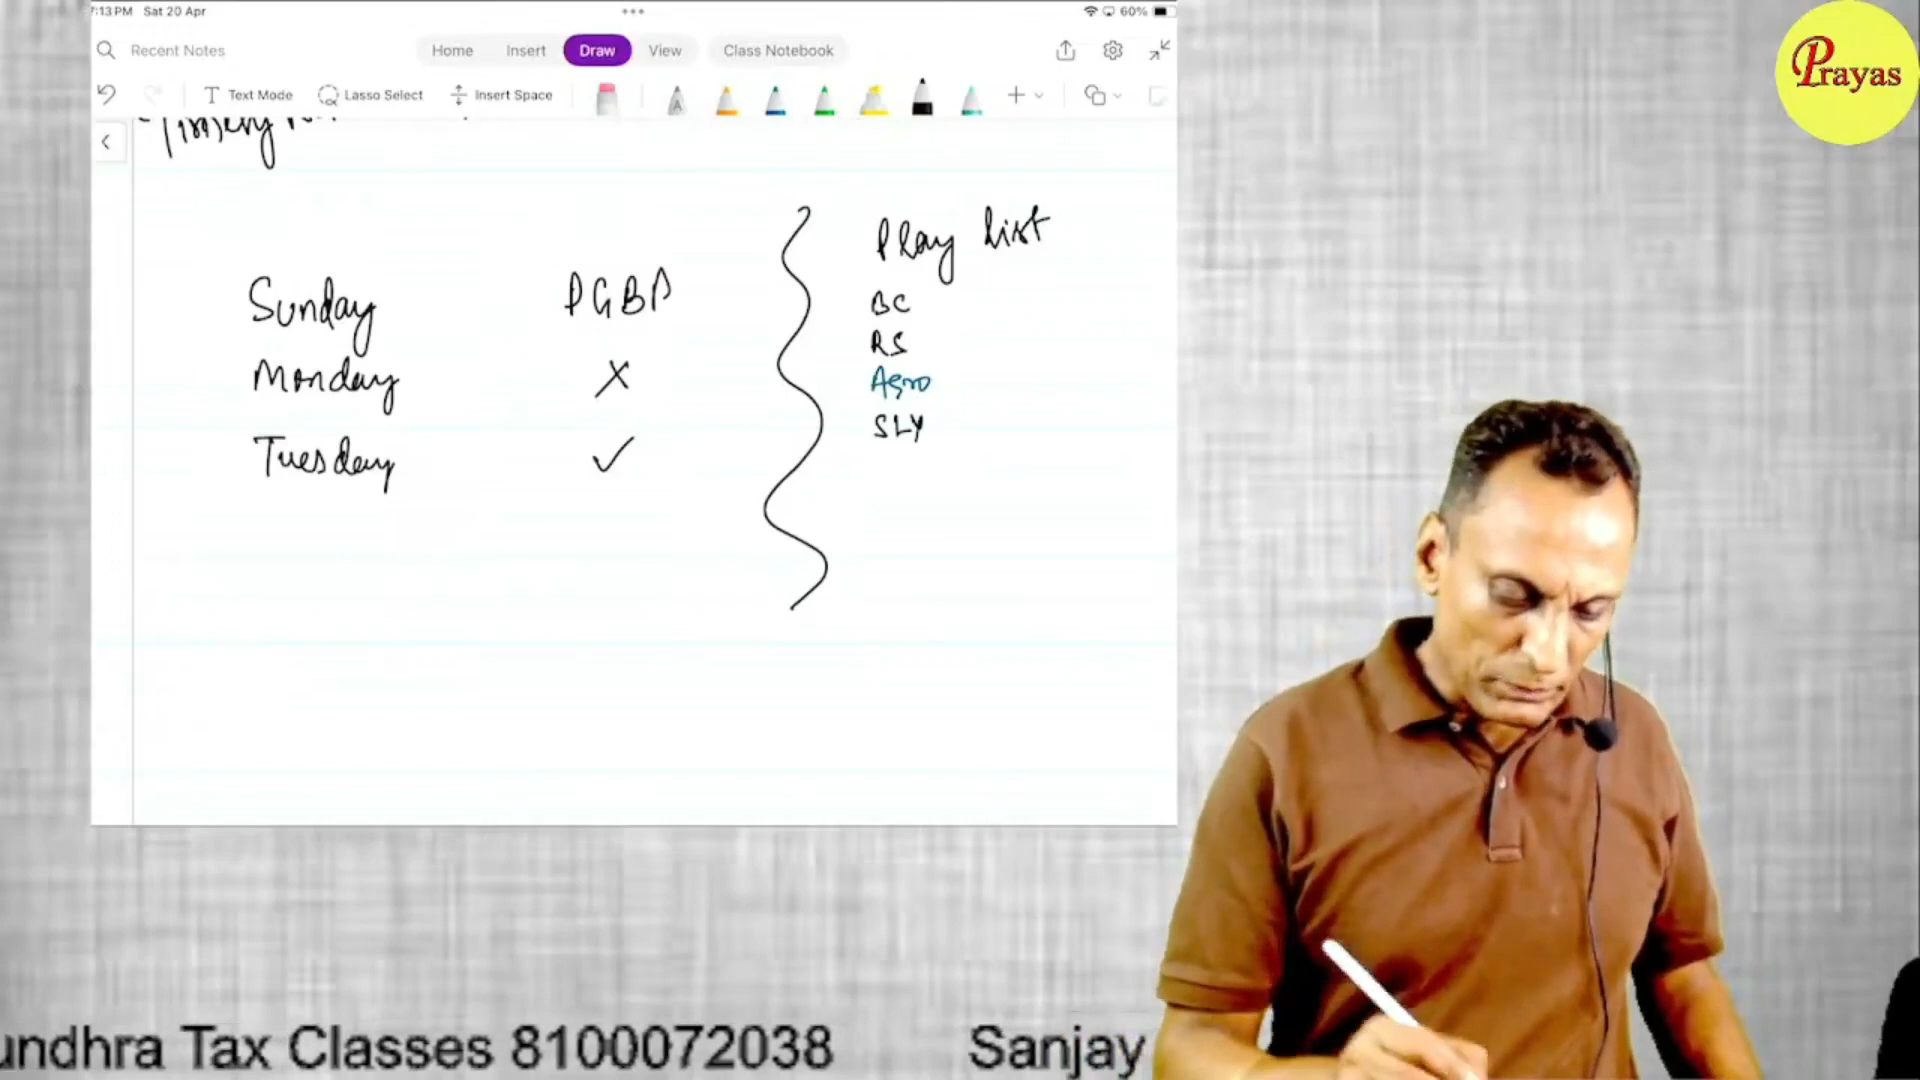 7:13 PM Sat 20 Apr
60%
Recent Notes
Home Insert Draw View Class Notebook
Text Mode Lasso Select Insert Space
Prayas
Play list
Sunday PGBP
BC
Monday X
RS
Agro
Tuesday ✓
SLY
undhra Tax Classes 8100072038 Sanjay